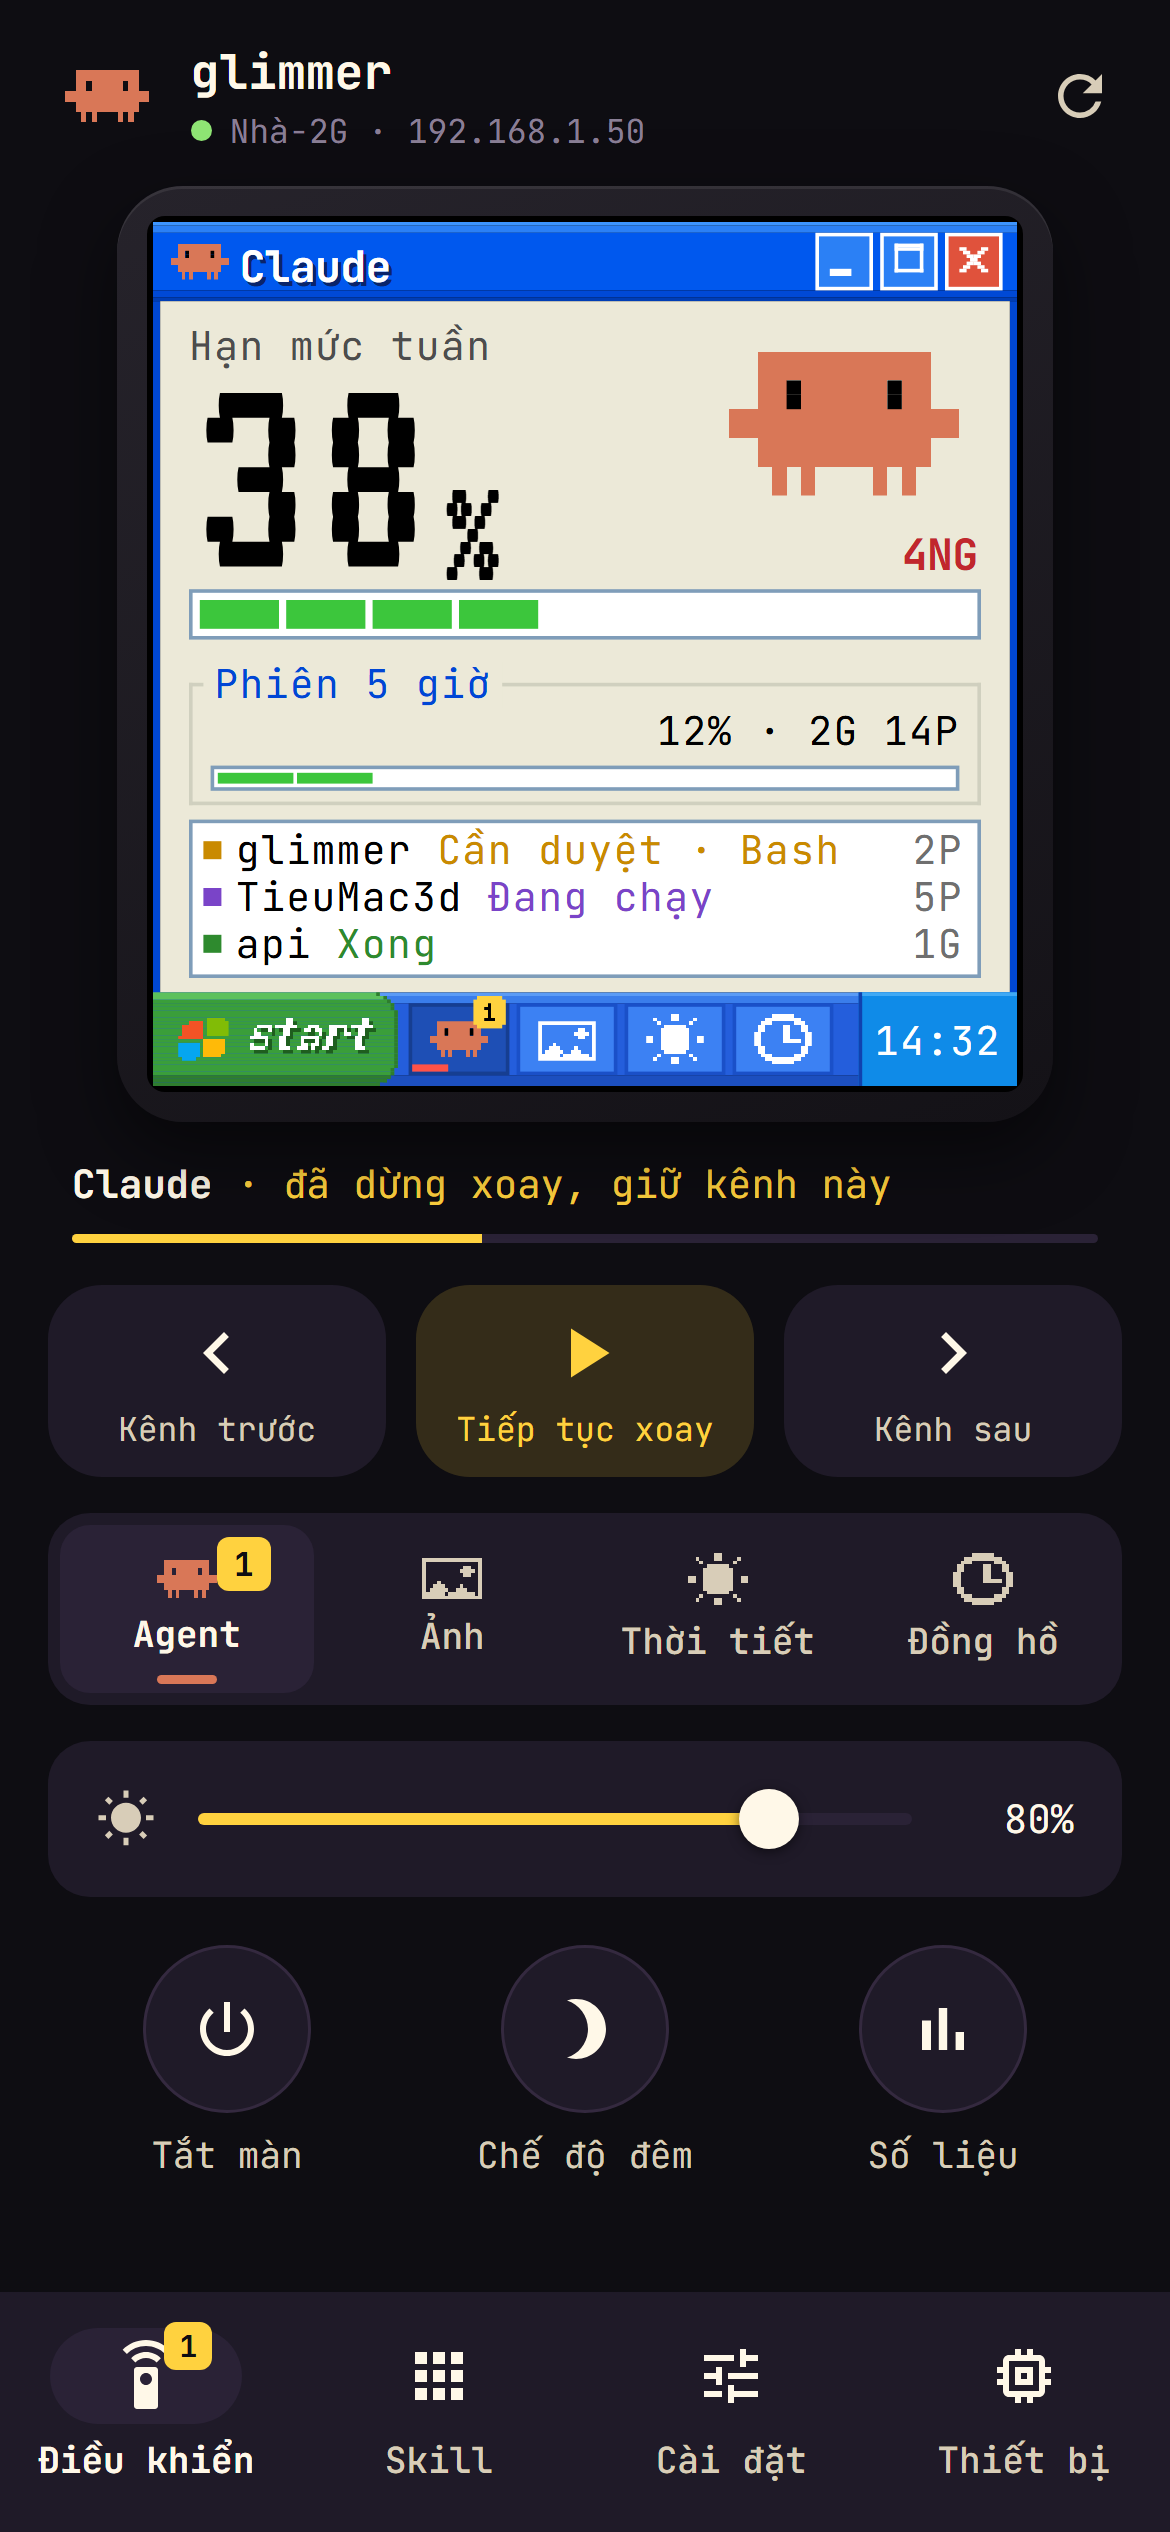 glimmer
Nhà-2G · 192.168.1.50
Claude
Hạn mức tuần
38%
4NG
Phiên 5 giờ
12% · 2G 14P
glimmer Cần duyệt · Bash 2P
TieuMac3d Đang chạy 5P
api Xong 1G
start 1 14:32
Claude · đã dừng xoay, giữ kênh này
Kênh trước Tiếp tục xoay Kênh sau
1
Agent Ảnh Thời tiết Đồng hồ
80%
Tắt màn Chế độ đêm Số liệu
1
Điều khiển Skill Cài đặt Thiết bị